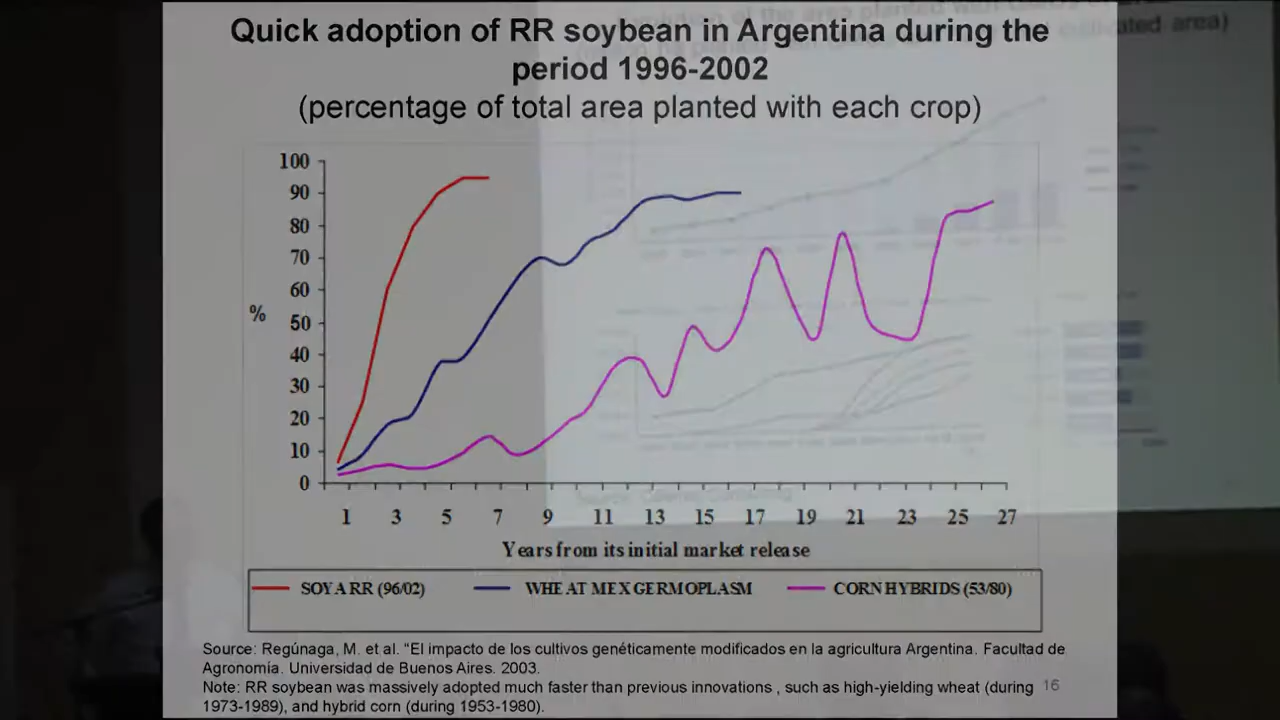 Quick adoption of RR soybean in Argentina during the
period 1996-2002
(percentage of total area planted with each crop)
100
90
80
70
60
50
40
30
20
10
0
%
1 3 5 7 9 11 13 15 17 19 21 23 25 27
Years from its initial market release
SOYA RR (96/02) WHEAT MEX GERMOPLASM CORN HYBRIDS (53/80)
Source: Regúnaga, M. et al. "El impacto de los cultivos genéticamente modificados en la agricultura Argentina. Facultad de
Agronomía. Universidad de Buenos Aires. 2003.
Note: RR soybean was massively adopted much faster than previous innovations , such as high-yielding wheat (during
1973-1989), and hybrid corn (during 1953-1980).
16